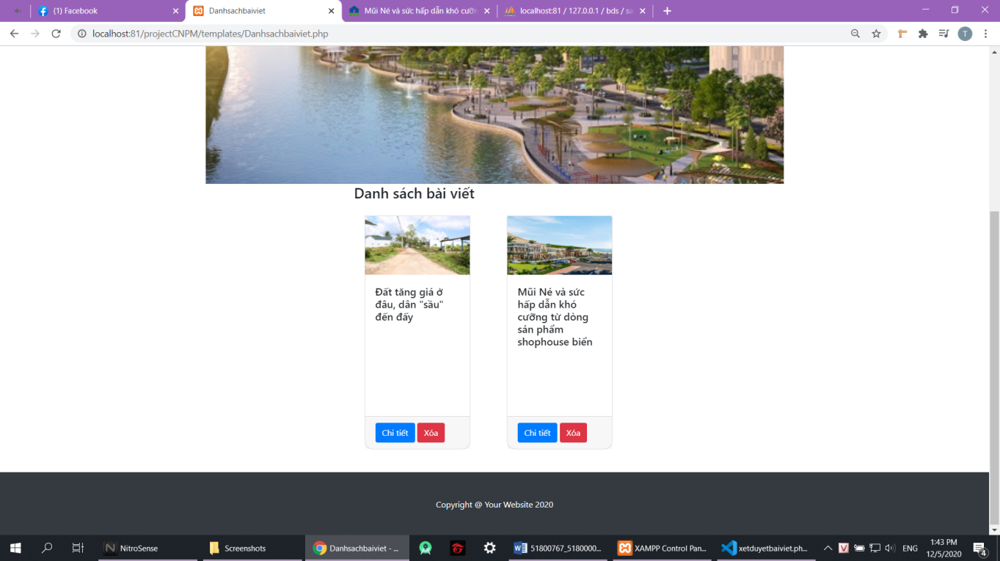 (1) Facebook
Danhsachbaiviet
Mũi Né và sức hấp dẫn khó cưỡn
localhost:81 / 127.0.0.1 / bds / sa
localhost:81/projectCNPM/templates/Danhsachbaiviet.php
T
Danh sách bài viết
Đất tăng giá ở
đâu, dân "sầu"
đến đấy
Chi tiết
Xóa
Mũi Né và sức
hấp dẫn khó
cưỡng từ dòng
sản phẩm
shophouse biển
Chi tiết
Xóa
Copyright @ Your Website 2020
NitroSense
Screenshots
Danhsachbaiviet - ...
51800767_5180000...
XAMPP Control Pan...
xetduyetbaiviet.ph...
V
ENG
1:43 PM
12/5/2020
4